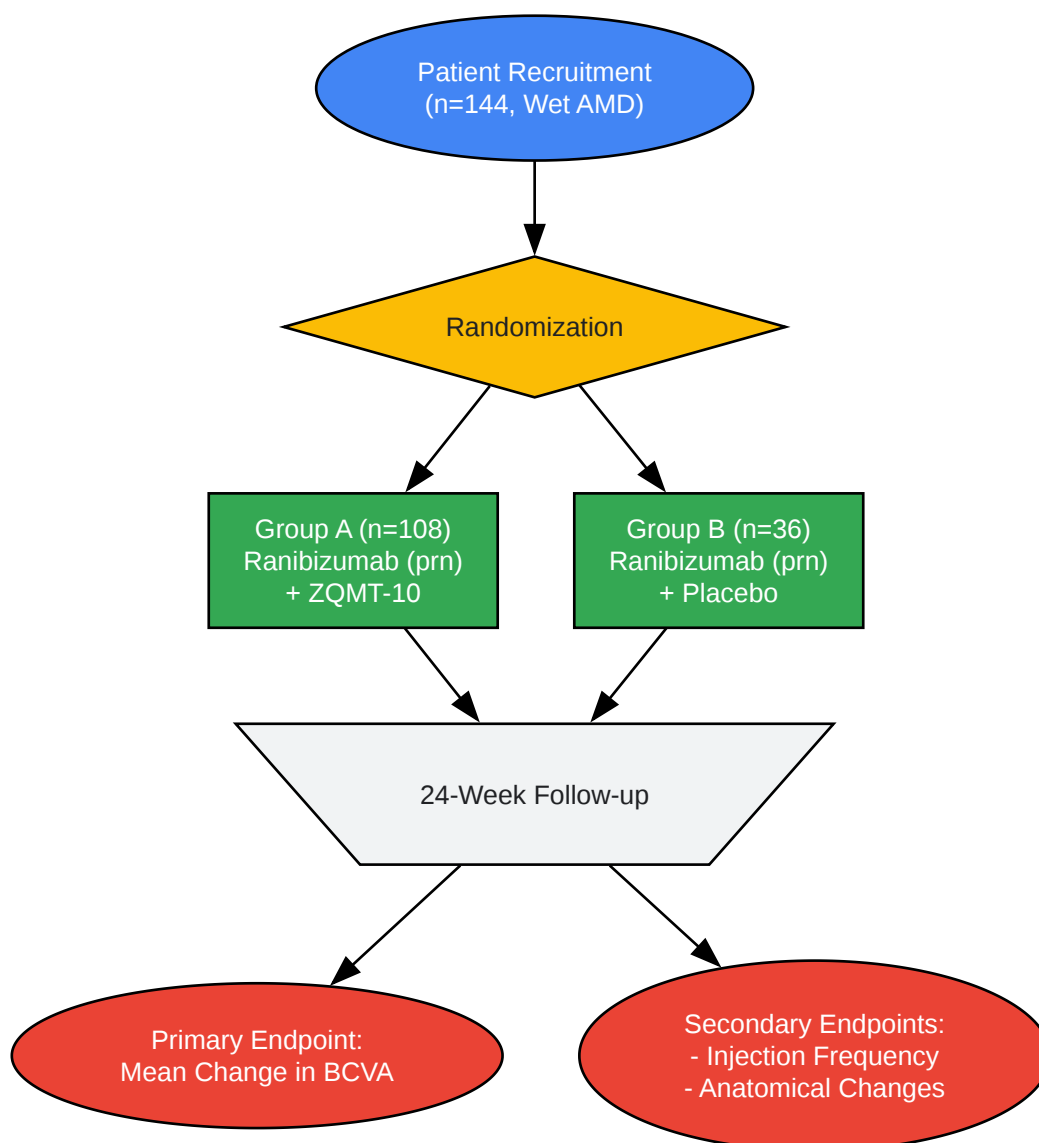 Patient Recruitment
(n=144, Wet AMD)
Randomization
Group A (n=108)
Ranibizumab (prn)
+ ZQMT-10
Group B (n=36)
Ranibizumab (prn)
+ Placebo
24-Week Follow-up
Primary Endpoint:
Mean Change in BCVA
Secondary Endpoints:
- Injection Frequency
- Anatomical Changes